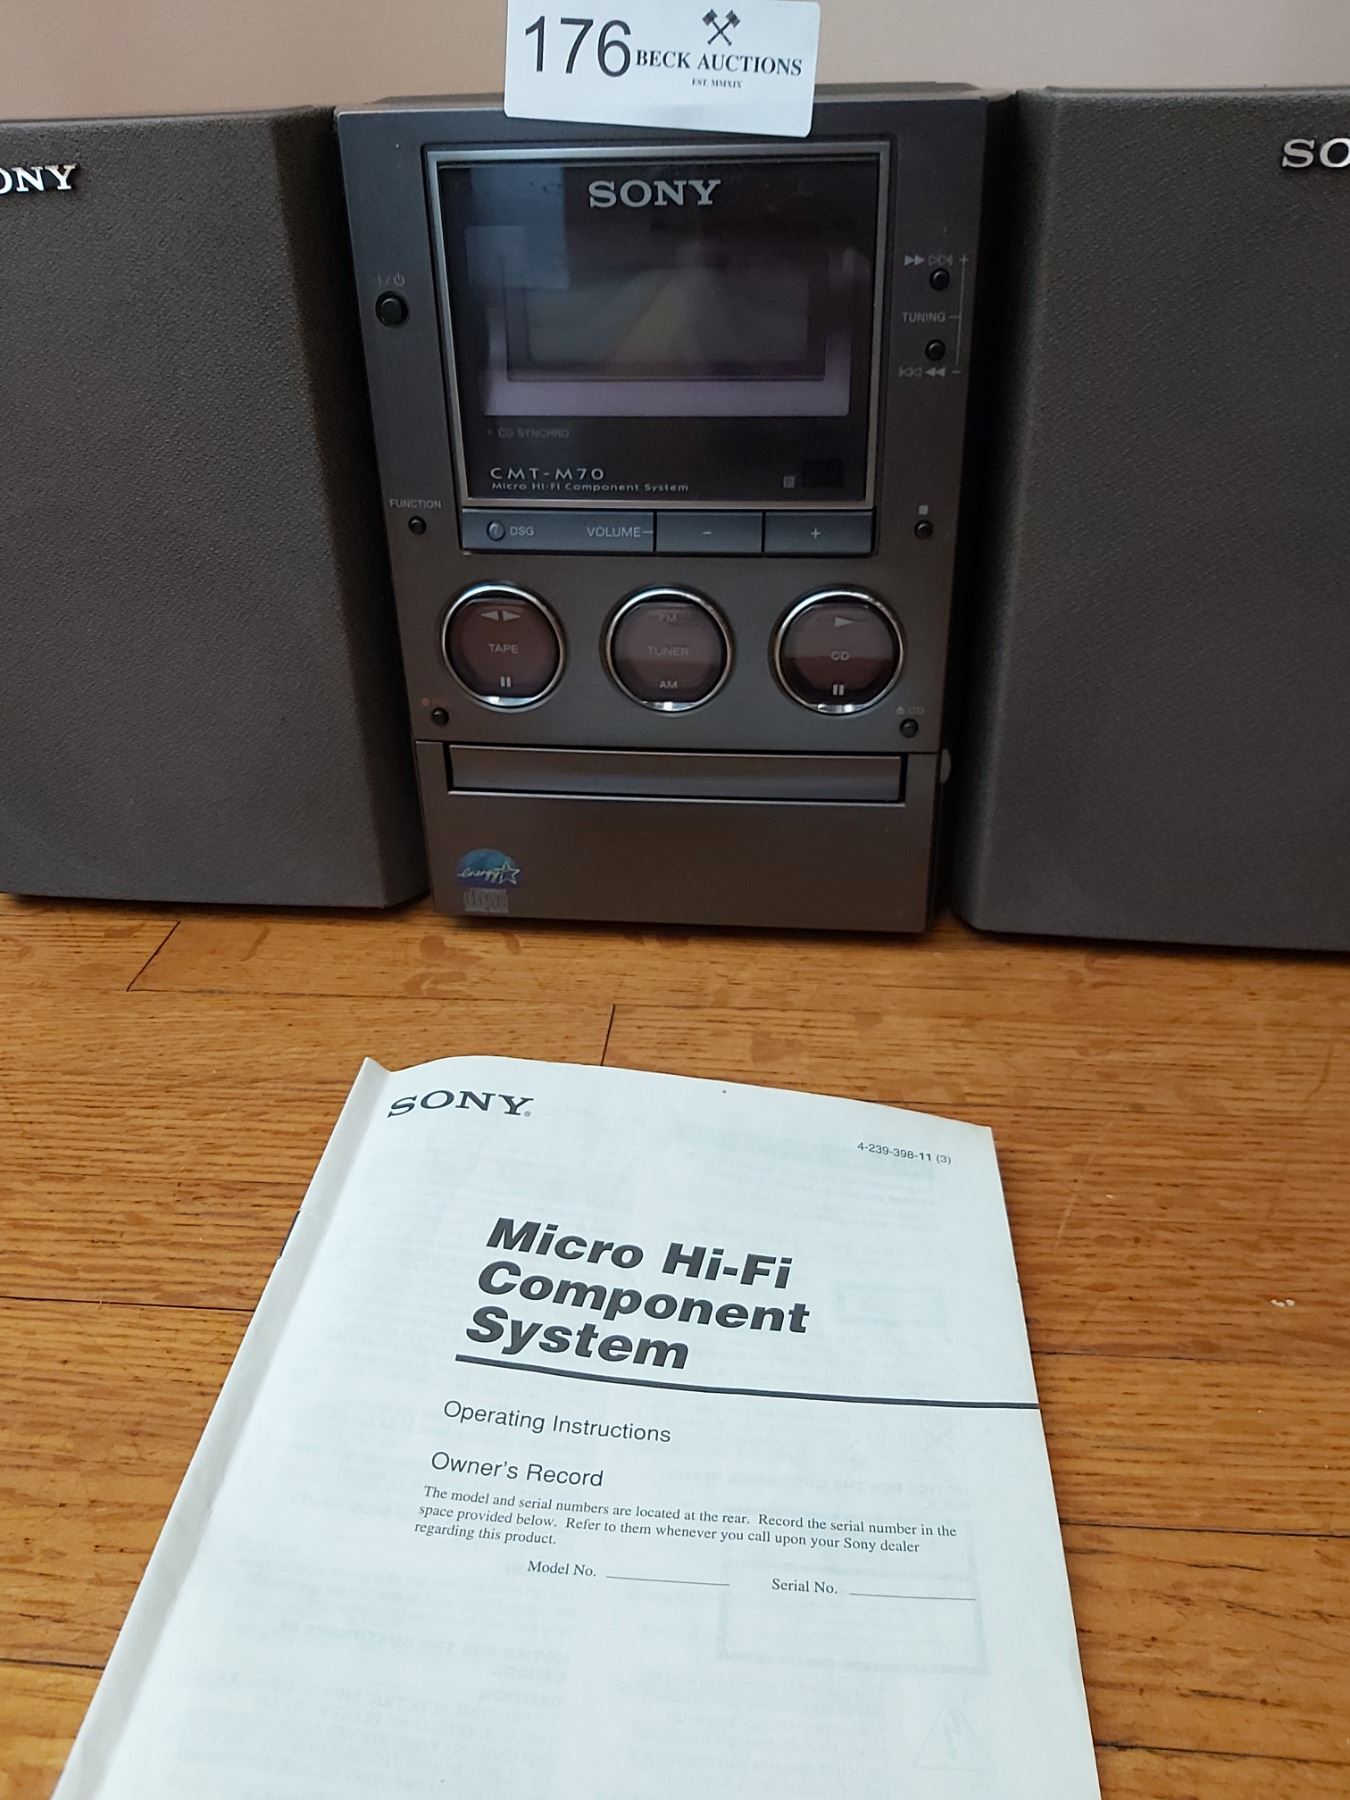 176
BECK AUCTIONS
EST. MMXIX
ONY
SO
SONY
I/⏻
TUNING
+
-
CD SYNCHRO
CMT-M70
Micro HI-FI Component System
FUNCTION
DSG VOLUME - +
TAPE
FM
TUNER
AM
CD
CD
energy
disc
SONY®
4-239-398-11 (3)
Micro Hi-Fi
Component
System
Operating Instructions
Owner's Record
The model and serial numbers are located at the rear. Record the serial number in the
space provided below. Refer to them whenever you call upon your Sony dealer
regarding this product.
Model No. Serial No.